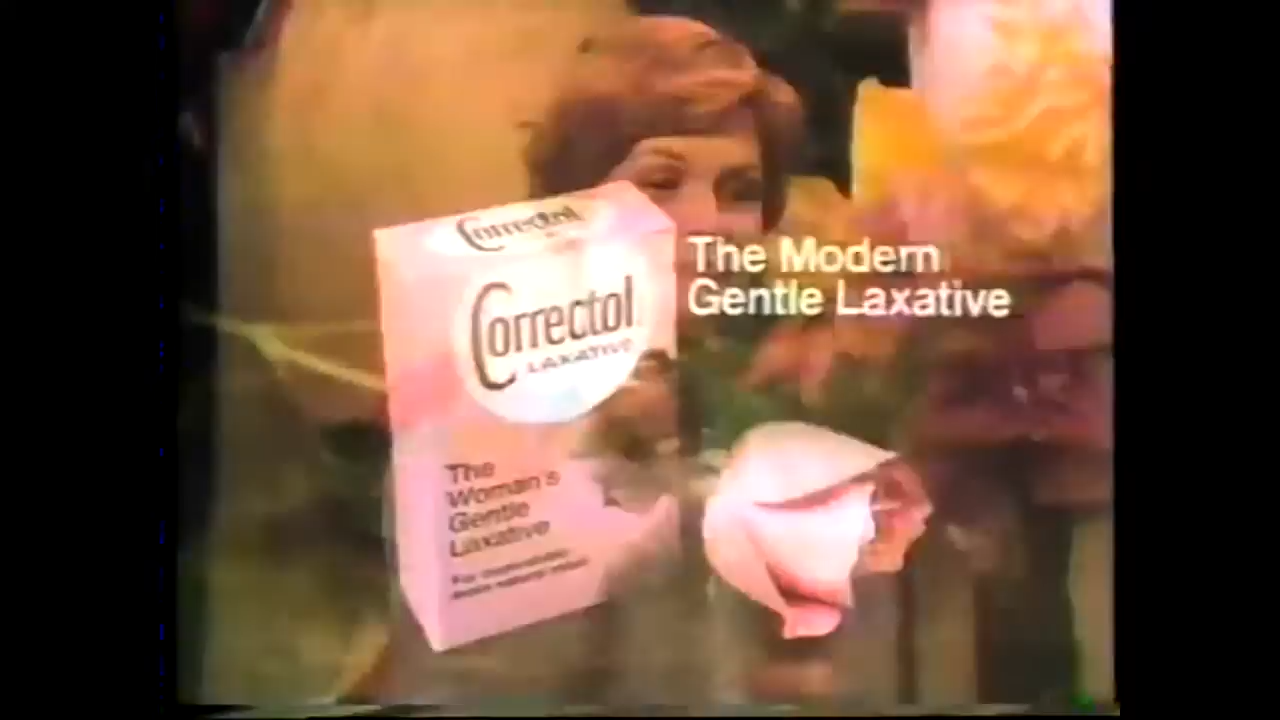 Correctol
Correctol
LAXATIVE
The Modern
Gentle Laxative
The
Woman's
Gentle
Laxative